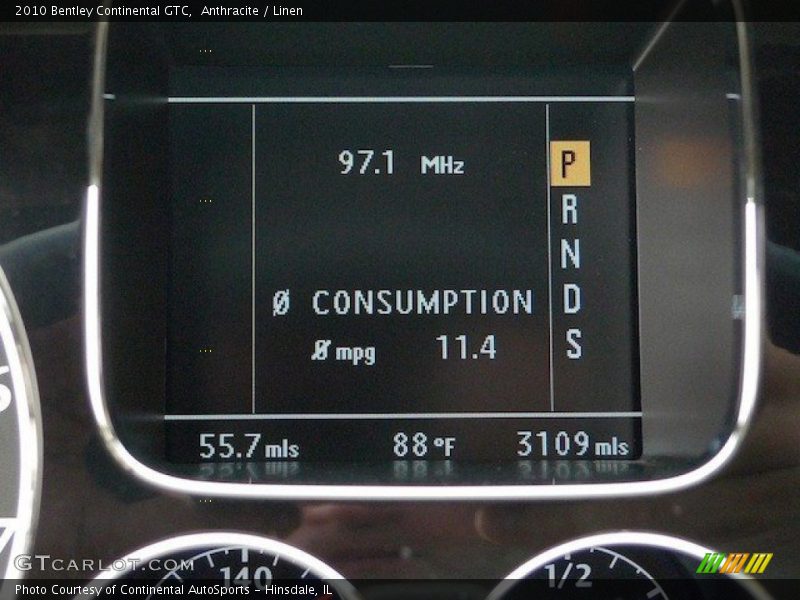 2010 Bentley Continental GTC, Anthracite / Linen
97.1 MHz
P
R
N
D
S
Ø CONSUMPTION
Ø mpg 11.4
55.7 mls 88 °F 3109 mls
140
1/2
GTCARLOT.COM
Photo Courtesy of Continental AutoSports - Hinsdale, IL